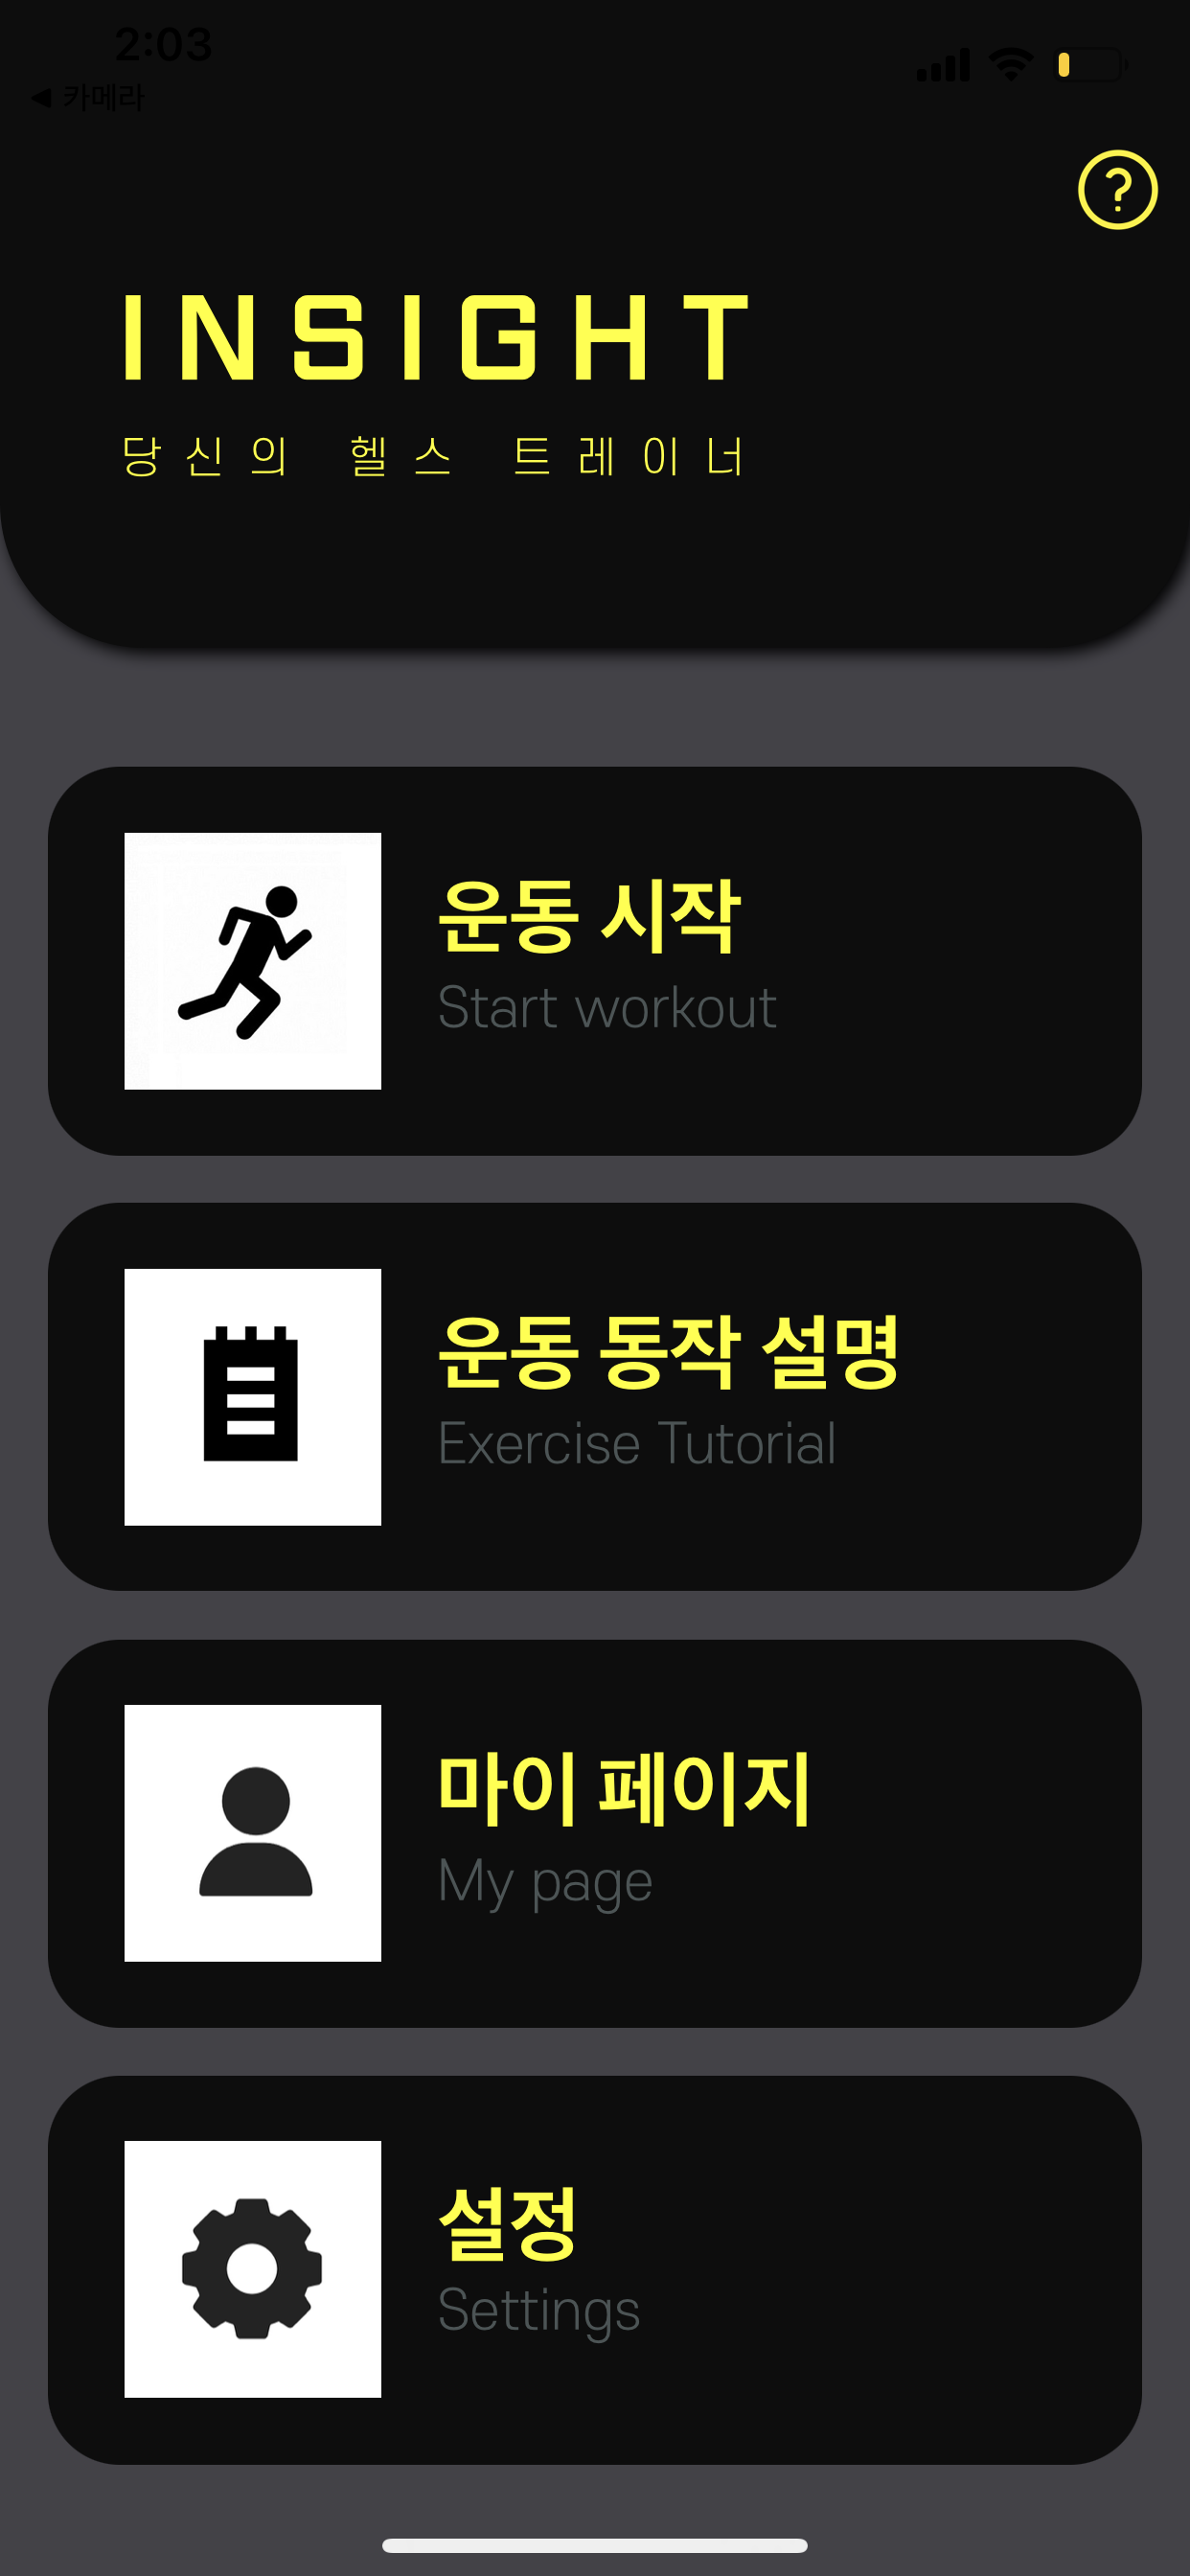 2:03
◀ 카메라
?
INSIGHT
당신의 헬스 트레이너
운동 시작
Start workout
운동 동작 설명
Exercise Tutorial
마이 페이지
My page
설정
Settings